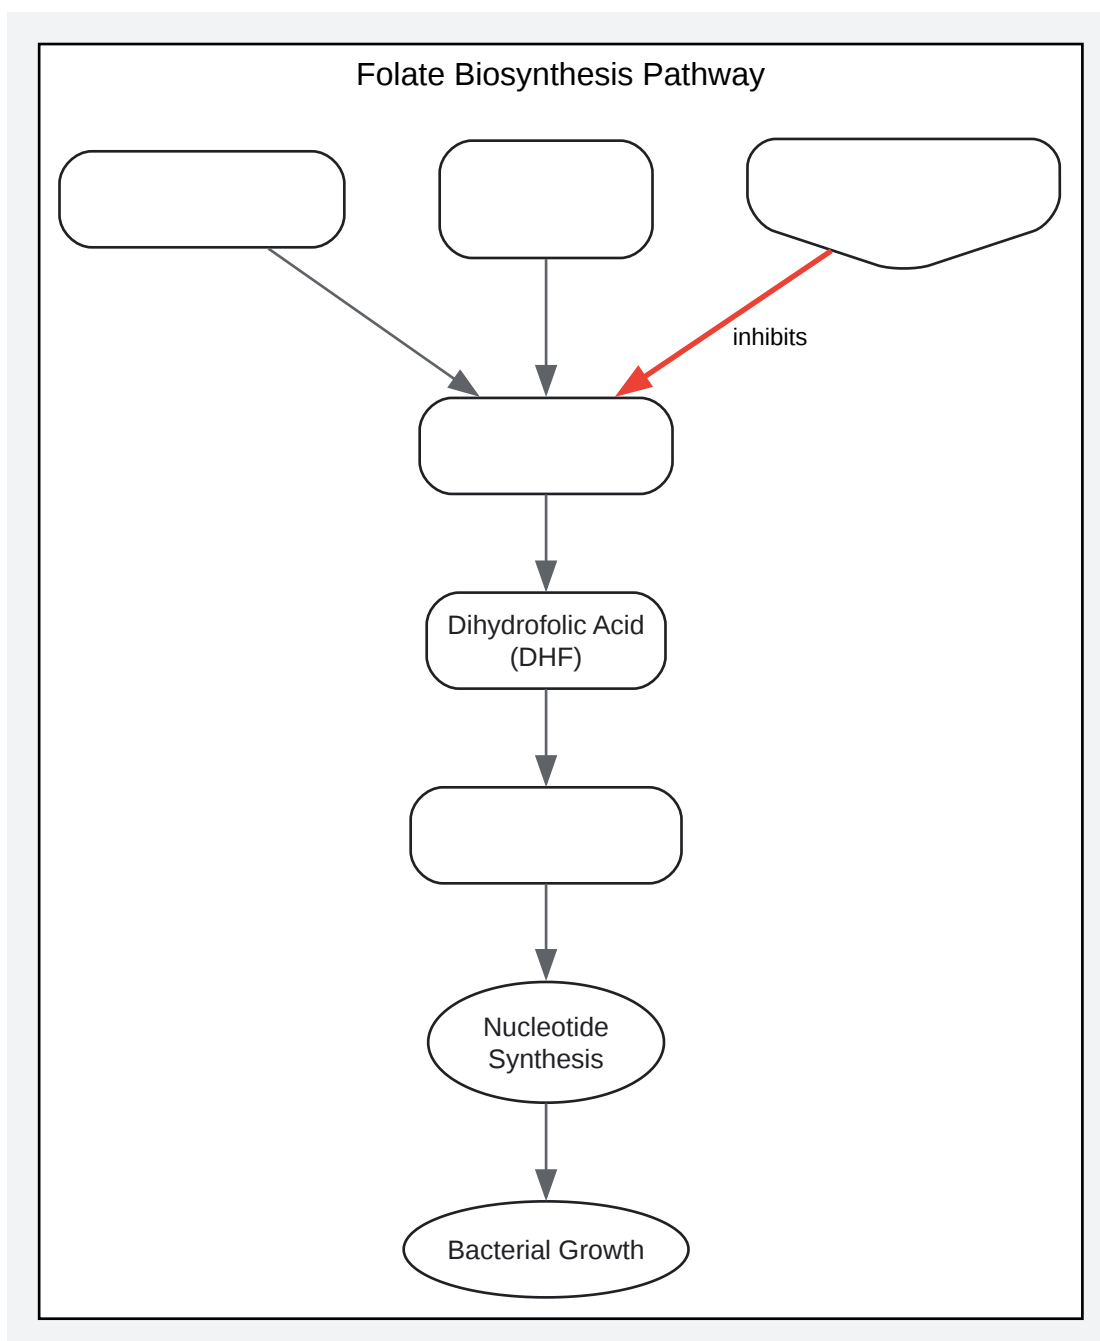 Folate Biosynthesis Pathway
inhibits
Dihydrofolic Acid
(DHF)
Nucleotide
Synthesis
Bacterial Growth